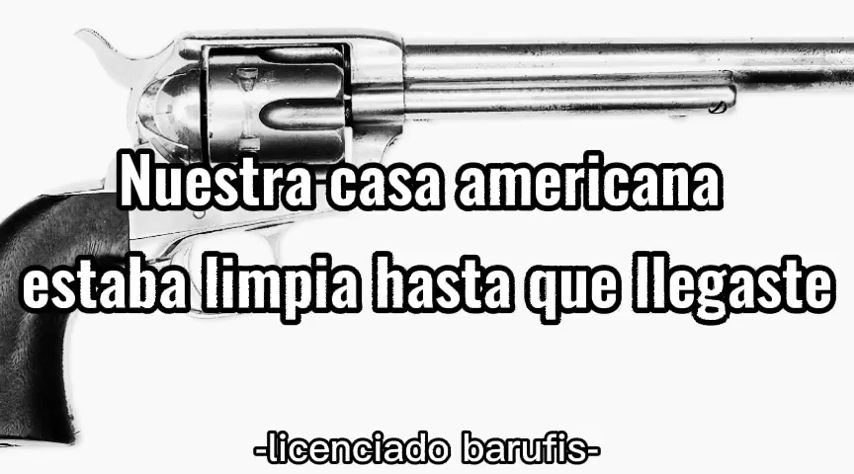 Nuestra casa americana
estaba limpia hasta que llegaste
-licenciado barufis-